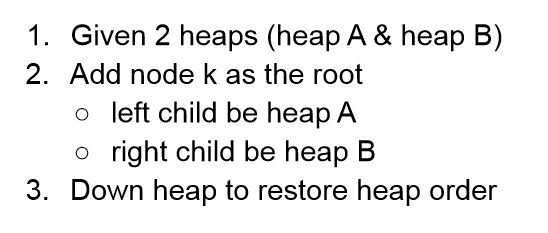 1. Given 2 heaps (heap A & heap B)
2. Add node k as the root
○ left child be heap A
○ right child be heap B
3. Down heap to restore heap order